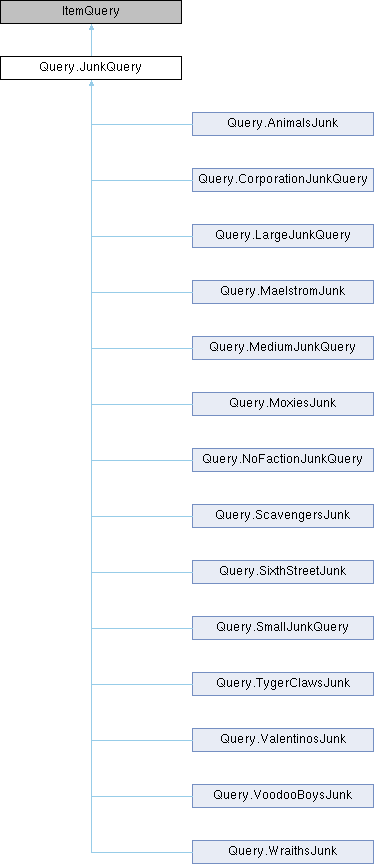 ItemQuery
Query.JunkQuery
Query.AnimalsJunk
Query.CorporationJunkQuery
Query.LargeJunkQuery
Query.MaelstromJunk
Query.MediumJunkQuery
Query.MoxiesJunk
Query.NoFactionJunkQuery
Query.ScavengersJunk
Query.SixthStreetJunk
Query.SmallJunkQuery
Query.TygerClawsJunk
Query.ValentinosJunk
Query.VoodooBoysJunk
Query.WraithsJunk